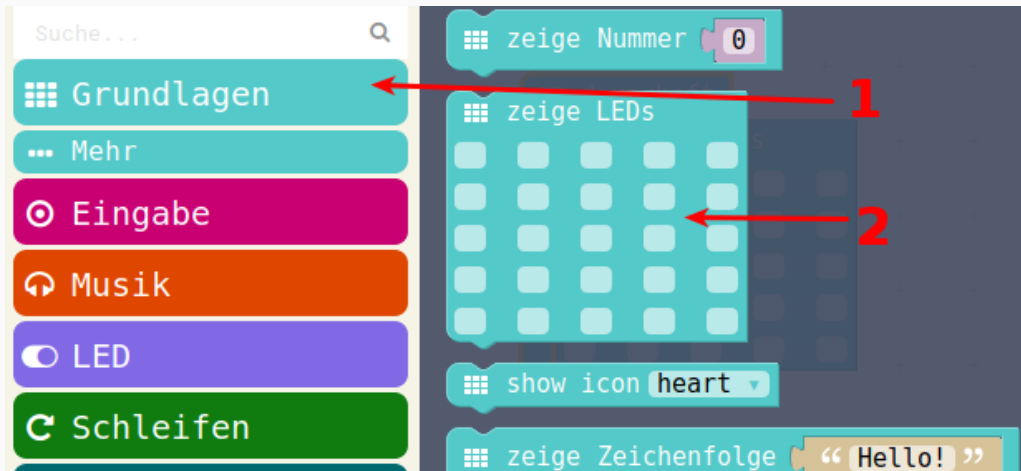 Suche...
Grundlagen
Mehr
Eingabe
Musik
LED
Schleifen
zeige Nummer 0
zeige LEDs
show icon heart
zeige Zeichenfolge “ Hello! ”
1
2